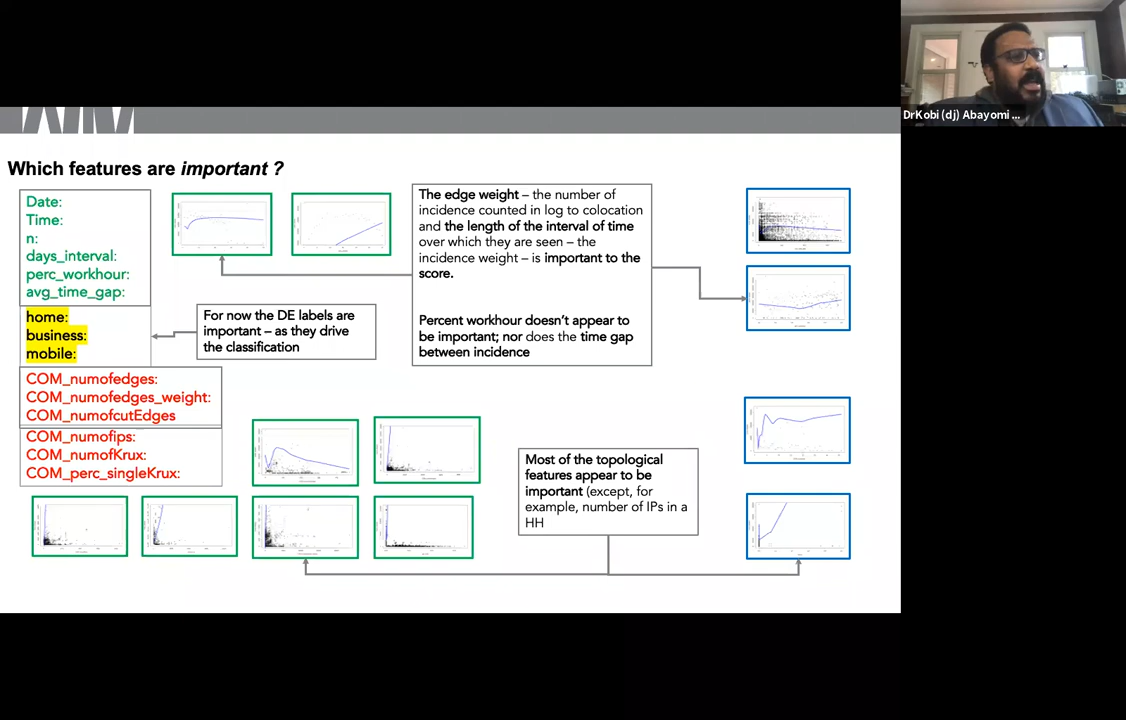 DrKobi (dj) Abayomi ...
Which features are important ?
Date:
Time:
n:
days_interval:
perc_workhour:
avg_time_gap:
home:
business:
mobile:
COM_numofedges:
COM_numofedges_weight:
COM_numofcutEdges
COM_numofips:
COM_numofKrux:
COM_perc_singleKrux:
For now the DE labels are
important – as they drive
the classification
The edge weight – the number of
incidence counted in log to colocation
and the length of the interval of time
over which they are seen – the
incidence weight – is important to the
score.
Percent workhour doesn't appear to
be important; nor does the time gap
between incidence
Most of the topological
features appear to be
important (except, for
example, number of IPs in a
HH